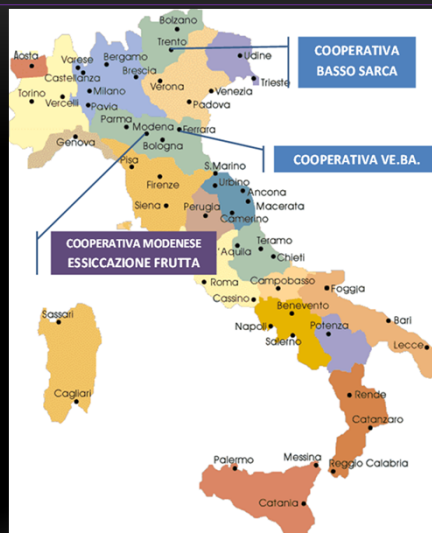 Bolzano
Trento
COOPERATIVA
BASSO SARCA
Aosta
Varese
Bergamo
Udine
Castellanza
Brescia
Trieste
Torino
Milano
Verona
Venezia
Vercelli
Pavia
Padova
Parma
Modena
Ferrara
Genova
Bologna
COOPERATIVA VE.BA.
Pisa
S.Marino
Firenze
Urbino
Ancona
Siena
Perugia
Macerata
Camerino
COOPERATIVA MODENESE
ESSICCAZIONE FRUTTA
'Aquila
Teramo
Chieti
Roma
Campobasso
Foggia
Cassino
Benevento
Sassari
Napoli
Potenza
Bari
Salerno
Lecce
Cagliari
Rende
Catanzaro
Palermo
Messina
Reggio Calabria
Catania